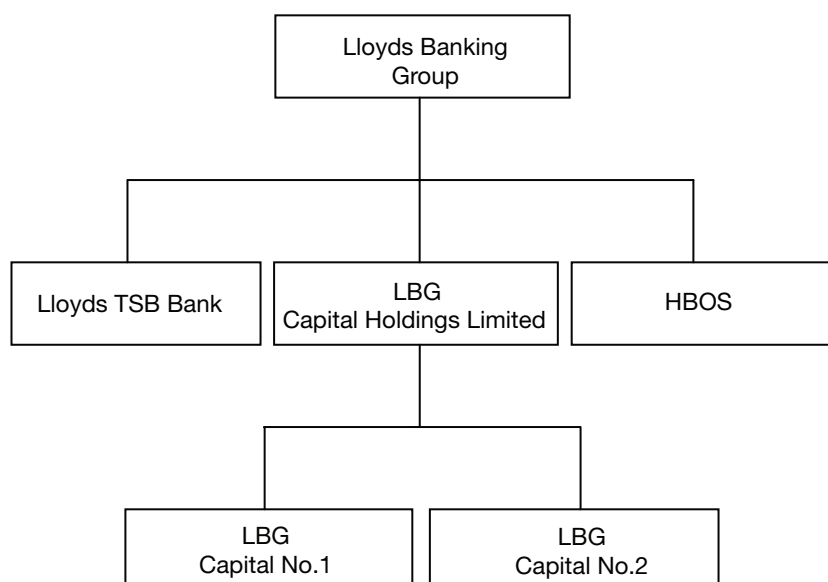 Lloyds Banking
Group
Lloyds TSB Bank
LBG
Capital Holdings Limited
HBOS
LBG
Capital No.1
LBG
Capital No.2